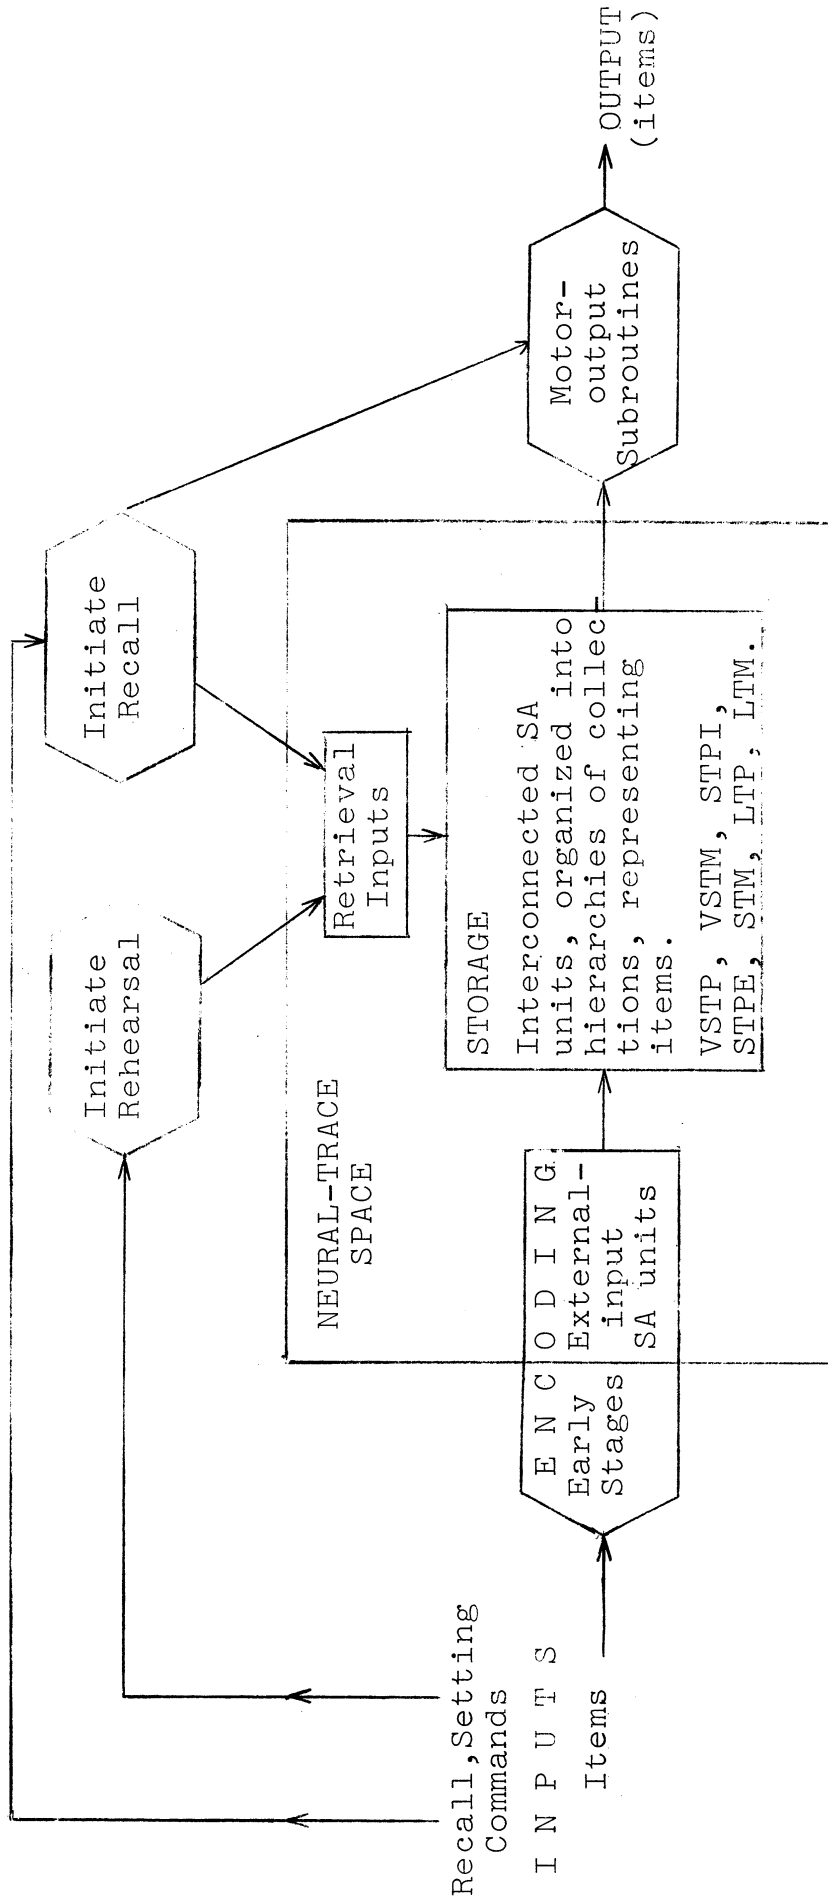 Recall,Setting
Commands
I N P U T S
Items
Initiate
Rehearsal
Initiate
Recall
NEURAL-TRACE
SPACE
Retrieval
Inputs
E N C O D I N G
Early
Stages
External-
input
SA units
STORAGE
Interconnected SA
units, organized into
hierarchies of collec-
tions, representing
items.
VSTP, VSTM, STPI,
STPE, STM, LTP, LTM.
Motor-
output
Subroutines
OUTPUT
(items)